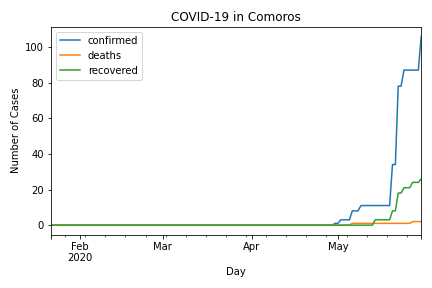 COVID-19 in Comoros
confirmed
deaths
recovered
Number of Cases
100
80
60
40
20
0
Feb
2020
Mar
Apr
May
Day